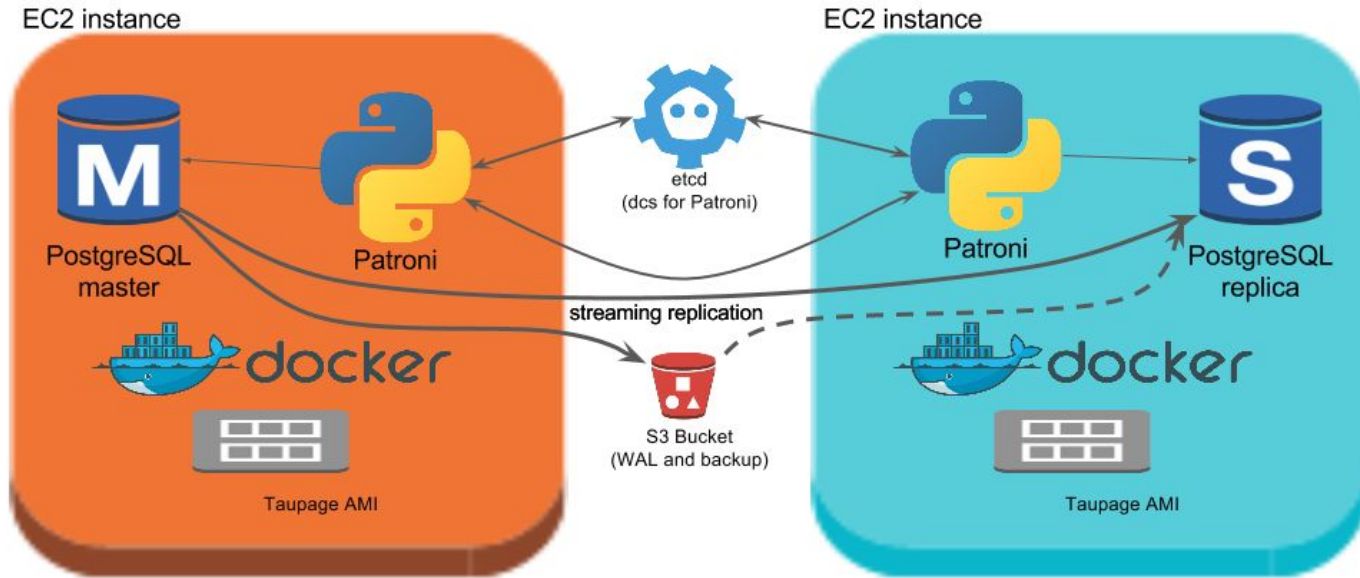 EC2 instance
EC2 instance
M
S
etcd
(dcs for Patroni)
PostgreSQL
master
Patroni
Patroni
PostgreSQL
replica
streaming replication
docker
docker
S3 Bucket
(WAL and backup)
Taupage AMI
Taupage AMI